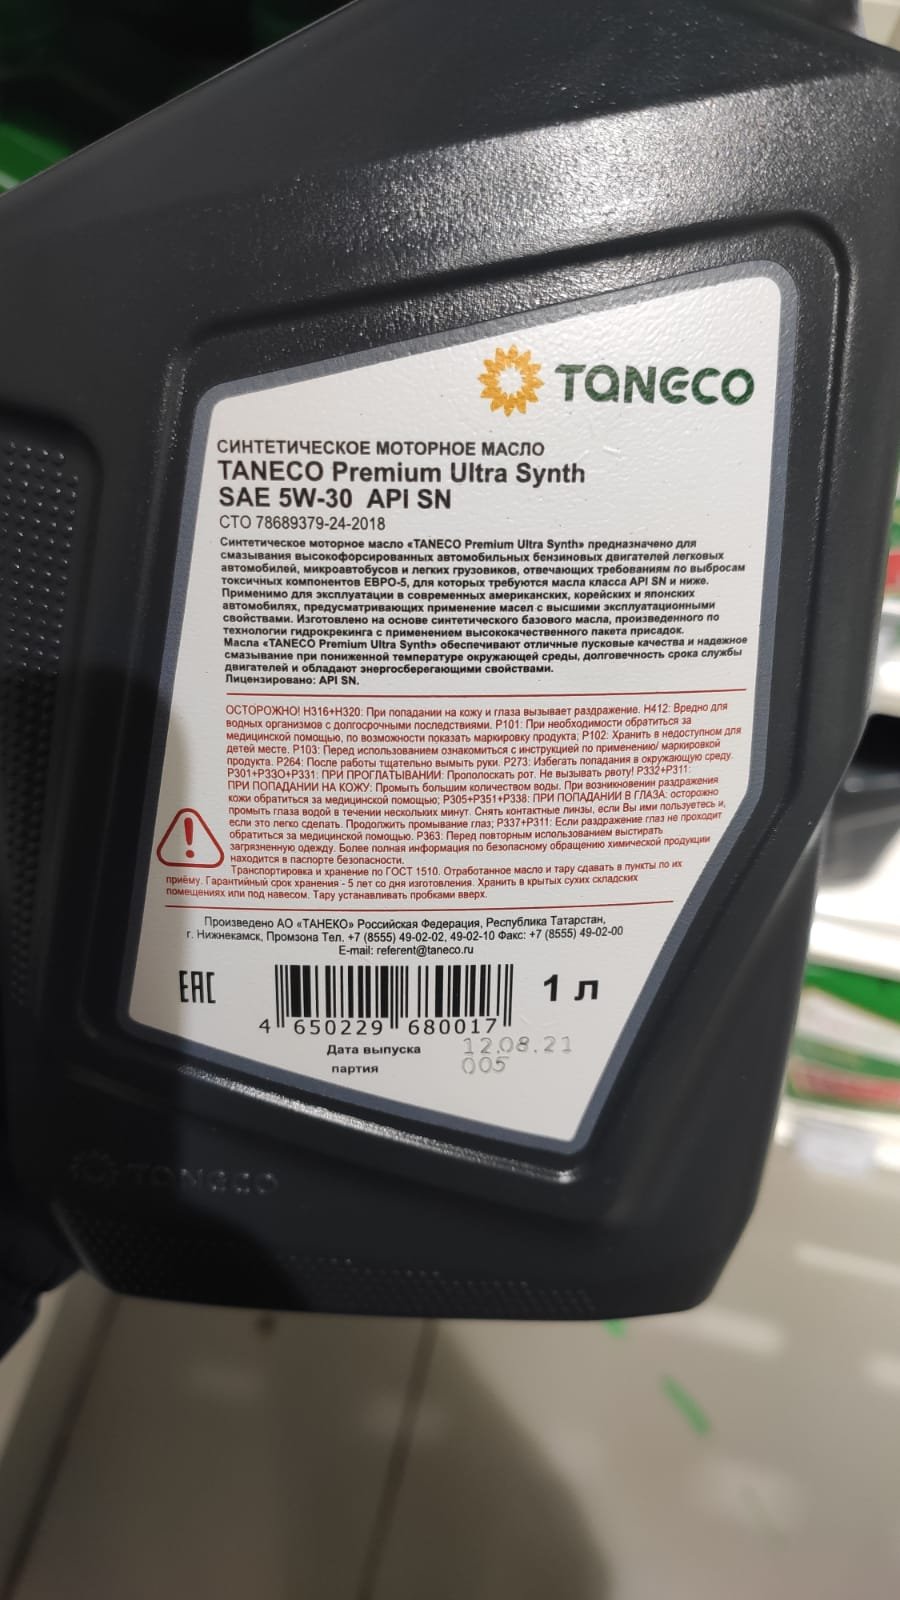 TANECO
СИНТЕТИЧЕСКОЕ МОТОРНОЕ МАСЛО
TANECO Premium Ultra Synth
SAE 5W-30 API SN
СТО 78689379-24-2018
Синтетическое моторное масло «TANECO Premium Ultra Synth» предназначено для
смазывания высокофорсированных автомобильных бензиновых двигателей легковых
автомобилей, микроавтобусов и легких грузовиков, отвечающих требованиям по выбросам
токсичных компонентов ЕВРО-5, для которых требуются масла класса API SN и ниже.
Применимо для эксплуатации в современных американских, корейских и японских
автомобилях, предусматривающих применение масел с высшими эксплуатационными
свойствами. Изготовлено на основе синтетического базового масла, произведенного по
технологии гидрокрекинга с применением высококачественного пакета присадок.
Масла «TANECO Premium Ultra Synth» обеспечивают отличные пусковые качества и надежное
смазывание при пониженной температуре окружающей среды, долговечность срока службы
двигателей и обладают энергосберегающими свойствами.
Лицензировано: API SN.
ОСТОРОЖНО! H316+H320: При попадании на кожу и глаза вызывает раздражение. H412: Вредно для
водных организмов с долгосрочными последствиями. P101: При необходимости обратиться за
медицинской помощью, по возможности показать маркировку продукта; P102: Хранить в недоступном для
детей месте. P103: Перед использованием ознакомиться с инструкцией по применению/ маркировкой
продукта. P264: После работы тщательно вымыть руки. P273: Избегать попадания в окружающую среду.
P301+P330+P331: ПРИ ПРОГЛАТЫВАНИИ: Прополоскать рот. Не вызывать рвоту! P332+P311:
ПРИ ПОПАДАНИИ НА КОЖУ: Промыть большим количеством воды. При возникновении раздражения
кожи обратиться за медицинской помощью; P305+P351+P338: ПРИ ПОПАДАНИИ В ГЛАЗА: осторожно
промыть глаза водой в течении нескольких минут. Снять контактные линзы, если Вы ими пользуетесь и,
если это легко сделать. Продолжить промывание глаз; P337+P311: Если раздражение глаз не проходит
обратиться за медицинской помощью. P363: Перед повторным использованием выстирать
загрязненную одежду. Более полная информация по безопасному обращению химической продукции
находится в паспорте безопасности.
Транспортировка и хранение по ГОСТ 1510. Отработанное масло и тару сдавать в пункты по их
приёму. Гарантийный срок хранения - 5 лет со дня изготовления. Хранить в крытых сухих складских
помещениях или под навесом. Тару устанавливать пробками вверх.
Произведено АО «ТАНЕКО» Российская Федерация, Республика Татарстан,
г. Нижнекамск, Промзона Тел. +7 (8555) 49-02-02, 49-02-10 Факс: +7 (8555) 49-02-00
E-mail: referent@taneco.ru
EAC
1 л
4 650229 680017
Дата выпуска 12.08.21
партия 005
TANECO